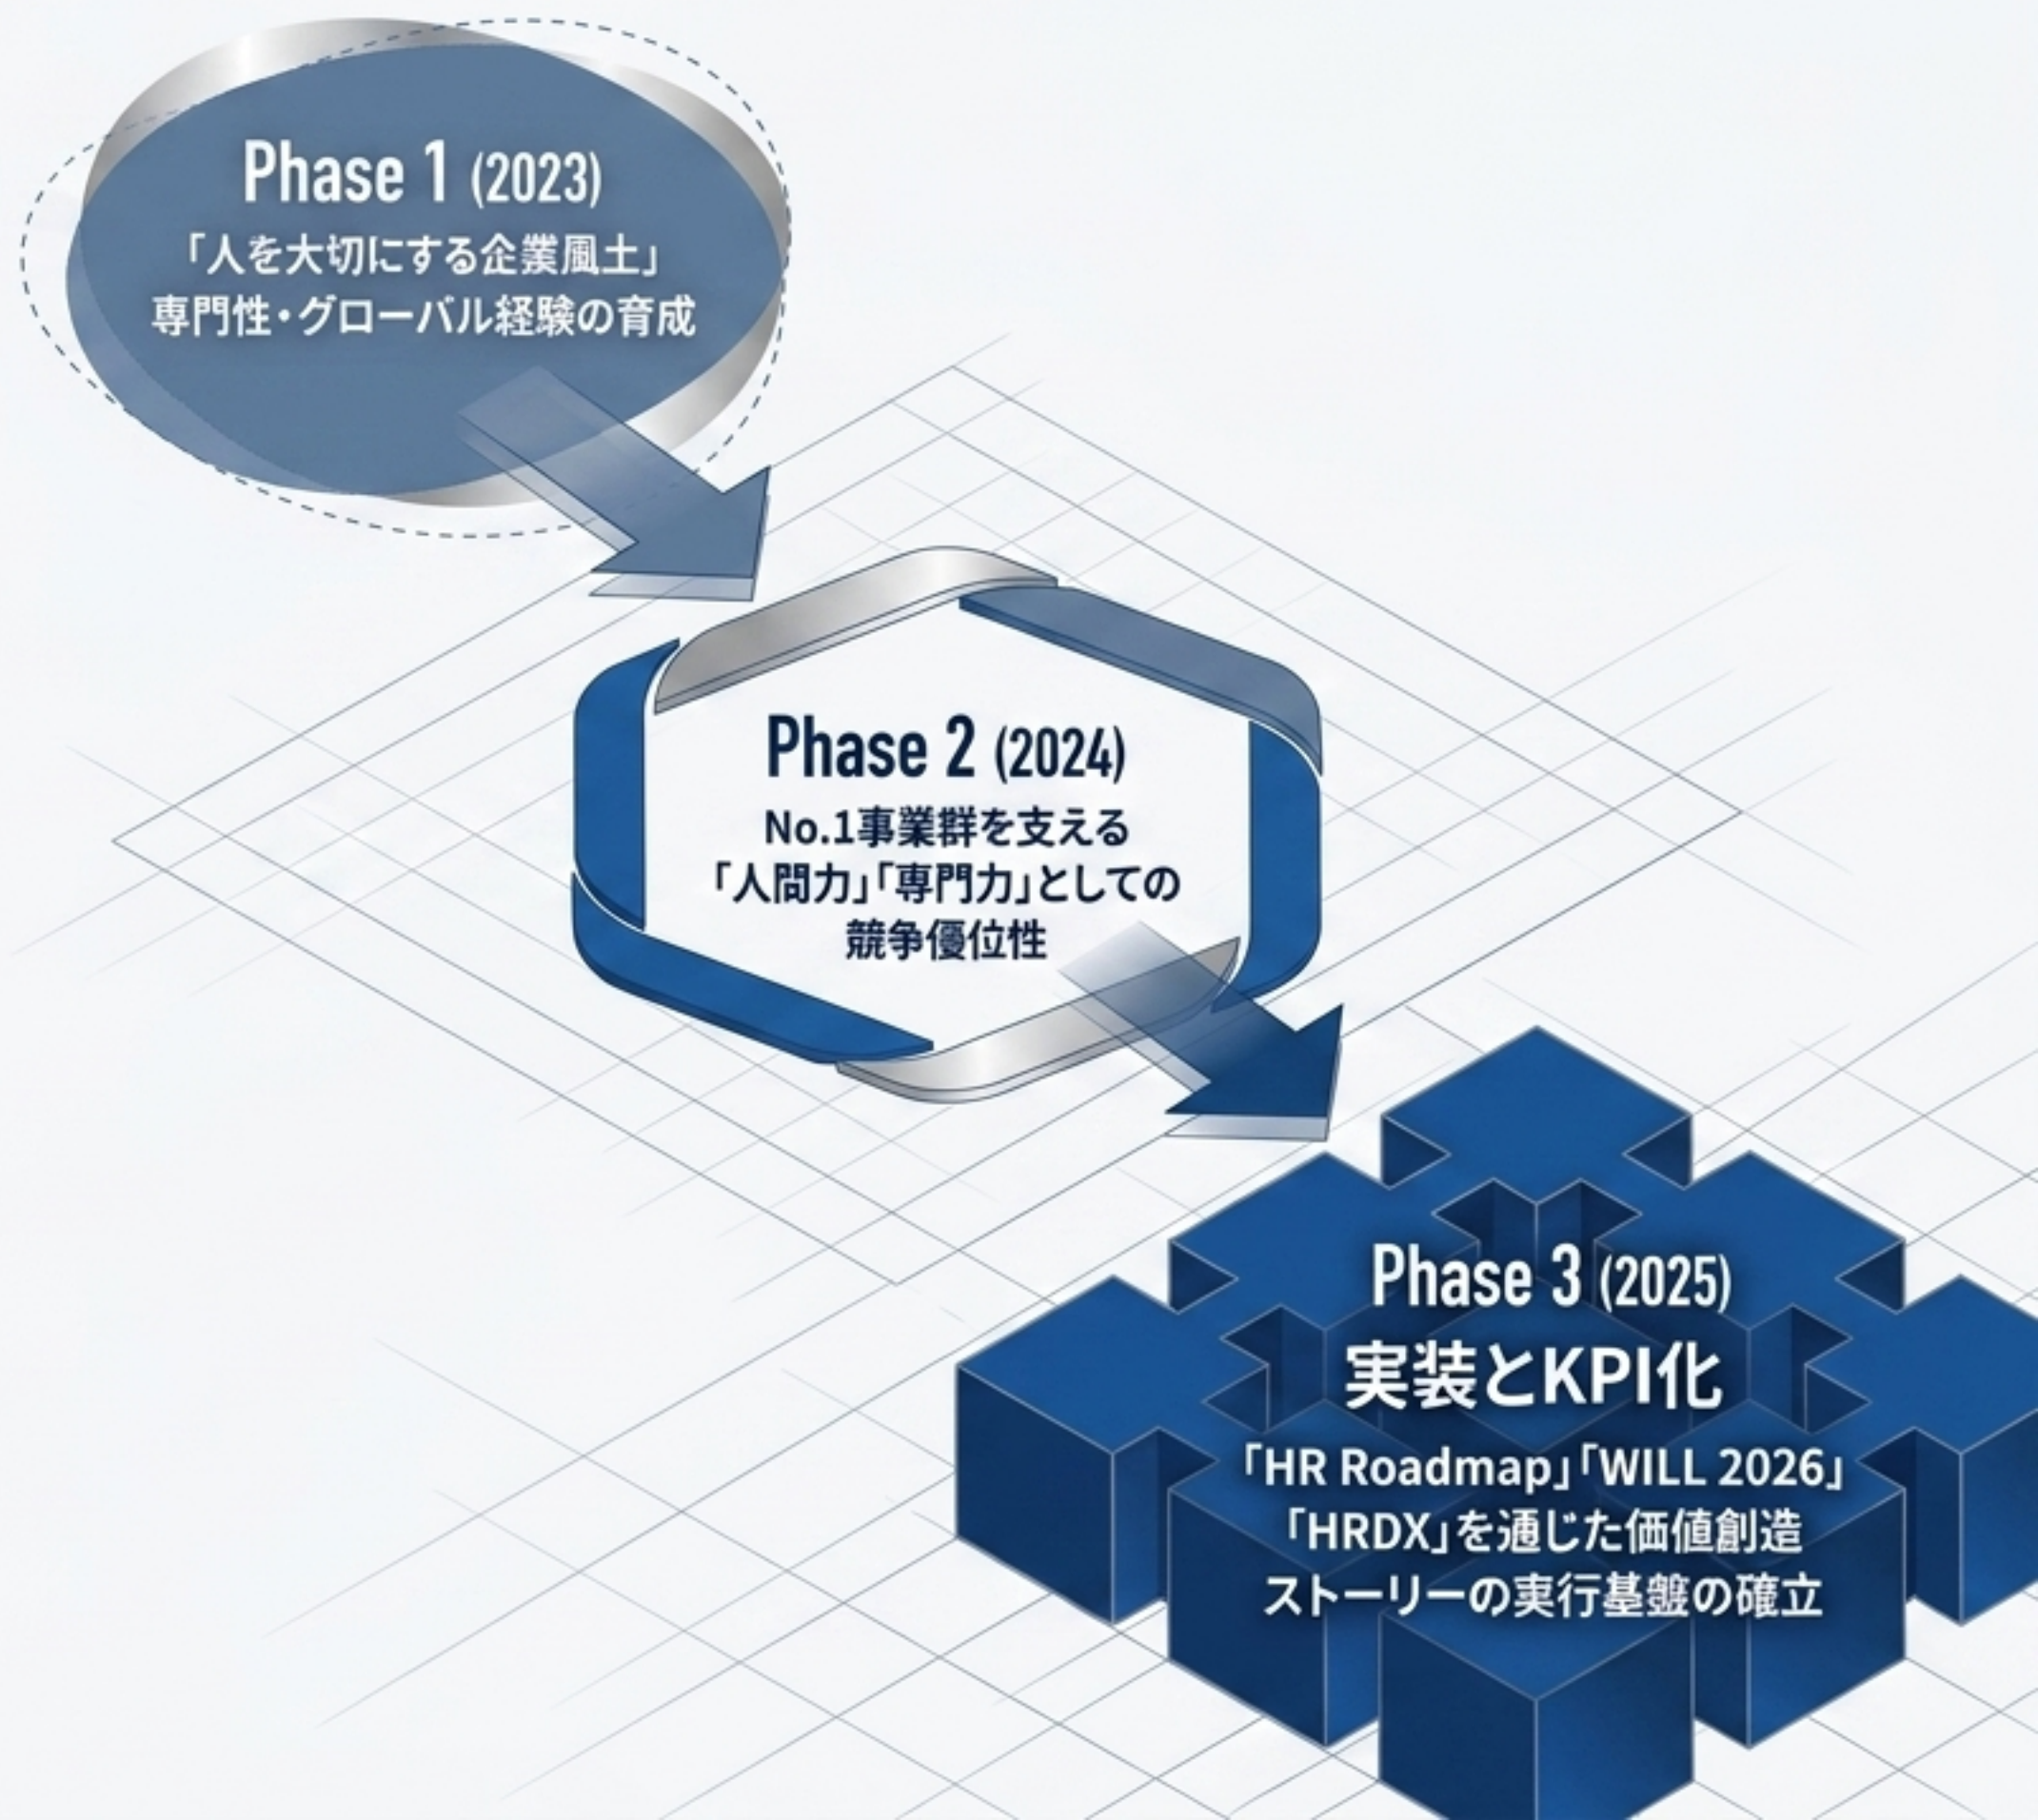 Phase 1 (2023)
「人を大切にする企業風土」
専門性・グローバル経験の育成
Phase 2 (2024)
No.1事業群を支える
「人間力」「専門力」としての
競争優位性
Phase 3 (2025)
実装とKPI化
「HR Roadmap」「WILL 2026」
「HRDX」を通じた価値創造
ストーリーの実行基盤の確立